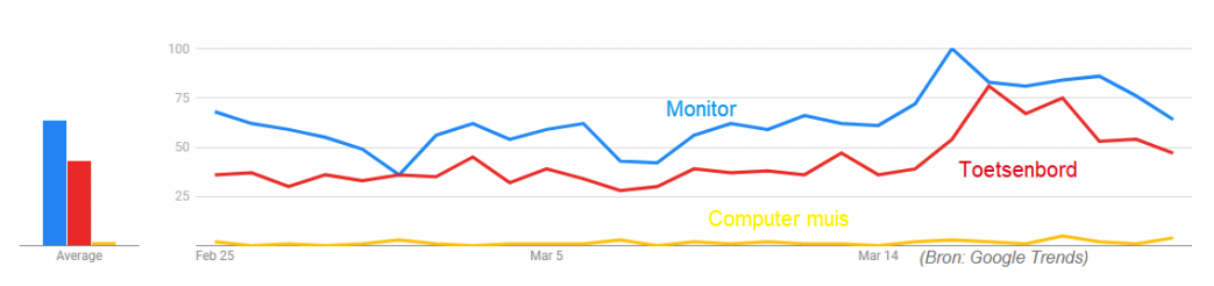 100
75
50
25
Monitor
Toetsenbord
Computer muis
Average
Feb 25
Mar 5
Mar 14
(Bron: Google Trends)